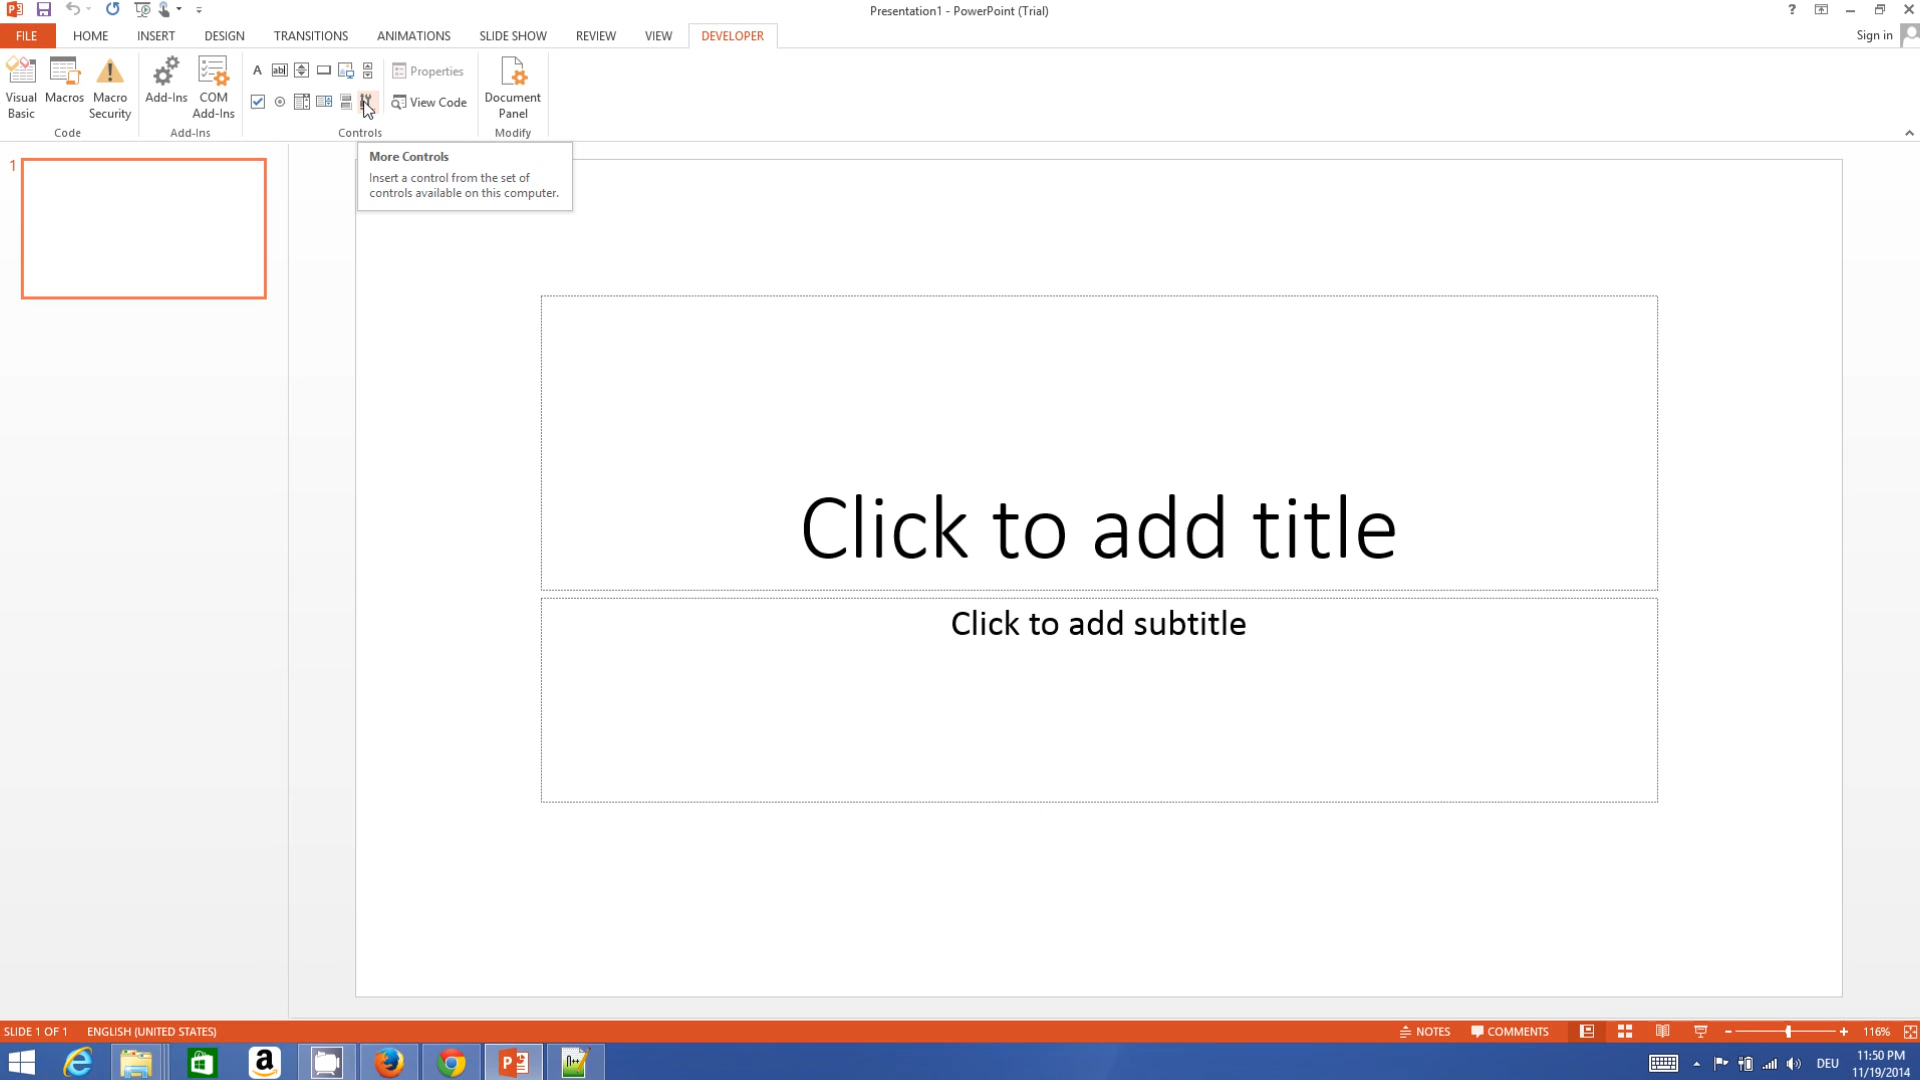 Presentation1 - PowerPoint (Trial)
?
FILE HOME INSERT DESIGN TRANSITIONS ANIMATIONS SLIDE SHOW REVIEW VIEW DEVELOPER
Sign in
Visual Basic
Macros
Macro Security
Code
Add-Ins
COM Add-Ins
Add-Ins
A
ab
Properties
View Code
Controls
Document Panel
Modify
More Controls
Insert a control from the set of
controls available on this computer.
1
Click to add title
Click to add subtitle
SLIDE 1 OF 1 ENGLISH (UNITED STATES) NOTES COMMENTS 116%
DEU
11:50 PM
11/19/2014